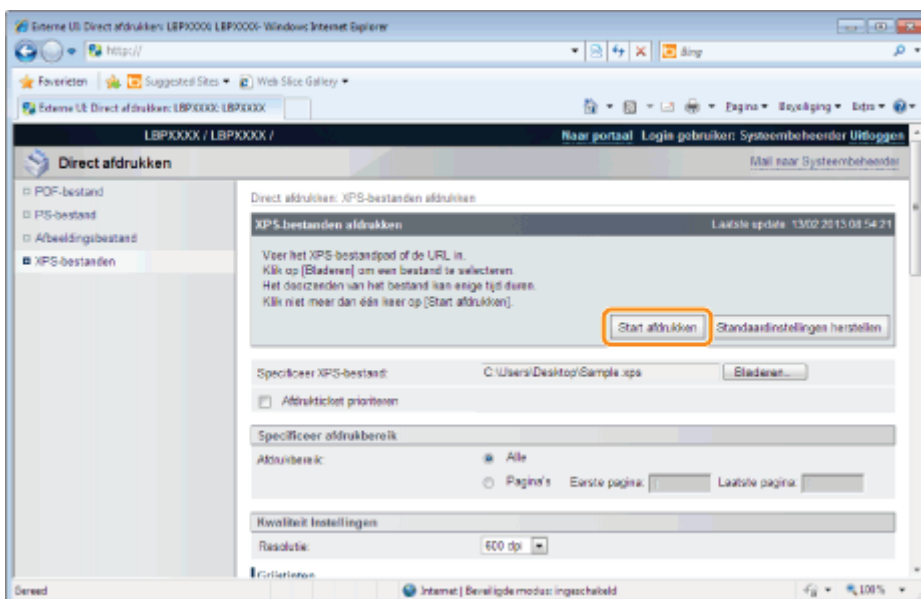 Externe UI: Direct afdrukken: LBPXXXX: LBPXXXX - Windows Internet Explorer
http://
Bing
Favorieten Suggested Sites Web Slice Gallery
Externe UI: Direct afdrukken: LBPXXXX: LBPXXXX
Pagina Beveiliging Extra
LBPXXXX / LBPXXXX /
Naar portaal Login gebruiker: Systeembeheerder Uitloggen
Direct afdrukken
Mail naar Systeembeheerder
PDF-bestand
PS-bestand
Afbeeldingsbestand
XPS-bestanden
Direct afdrukken: XPS-bestanden afdrukken
XPS-bestanden afdrukken
Laatste update: 13/02 2013 08:54:21
Voer het XPS-bestandpad of de URL in.
Klik op [Bladeren] om een bestand te selecteren.
Het doorzenden van het bestand kan enige tijd duren.
Klik niet meer dan één keer op [Start afdrukken].
Start afdrukken
Standaardinstellingen herstellen
Specificeer XPS-bestand:
C:\Users\Desktop\Sample.xps
Bladeren...
Afdrukticket prioriteren
Specificeer afdrukbereik
Afdrukbereik:
Alle
Pagina's Eerste pagina: Laatste pagina:
Kwaliteit Instellingen
Resolutie:
600 dpi
Grijstinten
Gereed
Internet | Beveiligde modus: ingeschakeld
100%